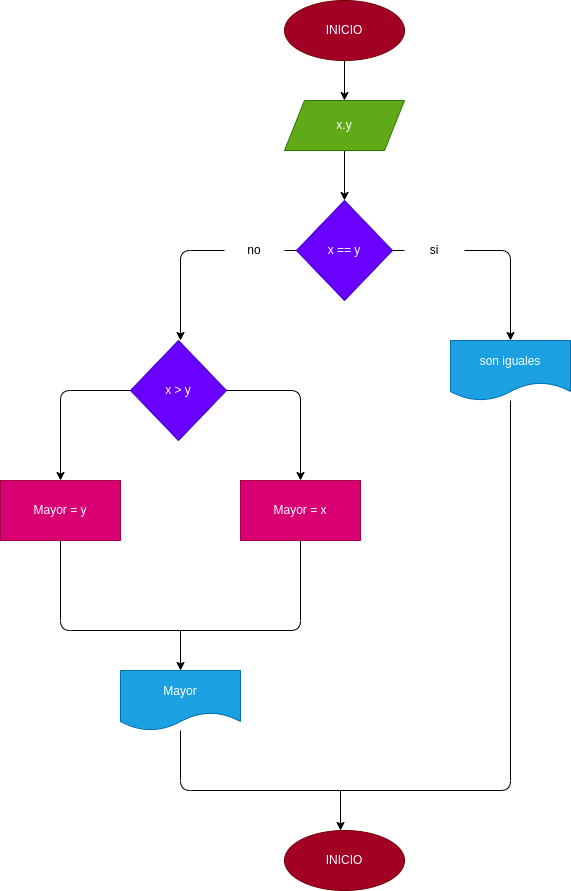 INICIO
x.y
x == y
no
si
son iguales
x > y
Mayor = y
Mayor = x
Mayor
INICIO